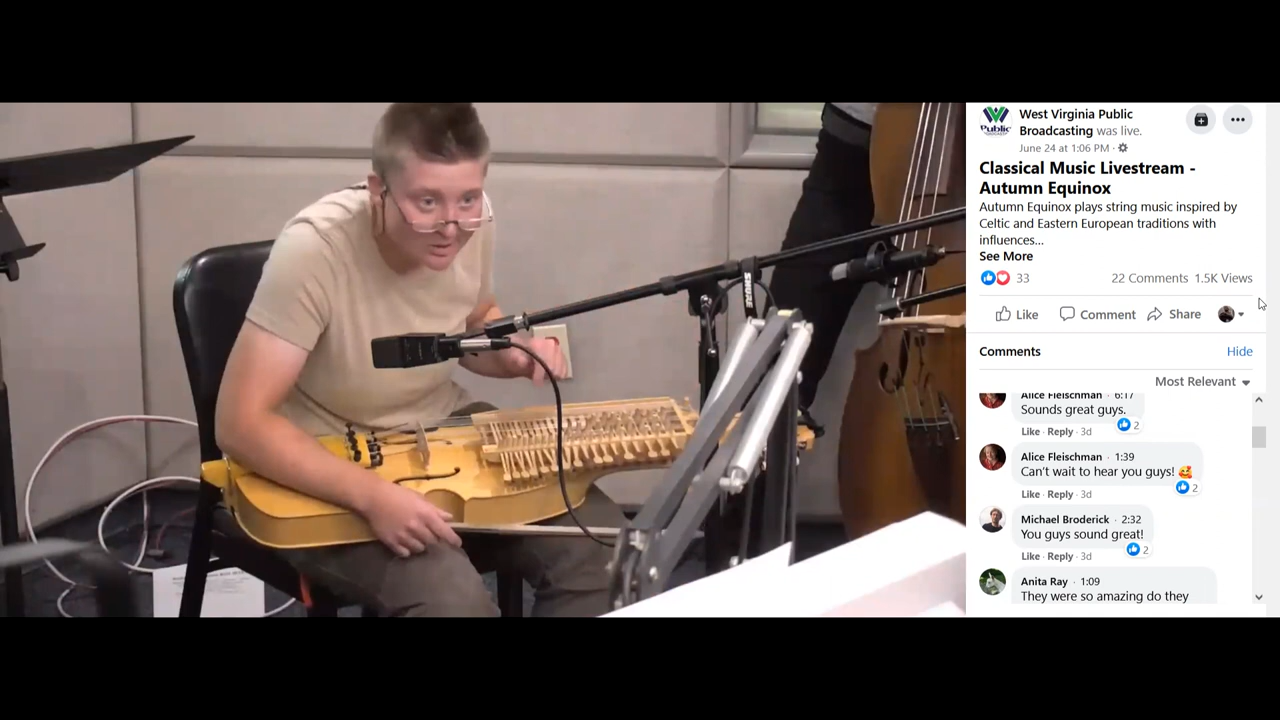 West Virginia Public
Broadcasting was live.
June 24 at 1:06 PM ·
Classical Music Livestream -
Autumn Equinox
Autumn Equinox plays string music inspired by
Celtic and Eastern European traditions with
influences...
See More
33
22 Comments 1.5K Views
Like Comment Share
Comments
Hide
Most Relevant
Alice Fleischman · 6:17
Sounds great guys.
Like · Reply · 3d
2
Alice Fleischman · 1:39
Can't wait to hear you guys! 🥰
Like · Reply · 3d
2
Michael Broderick · 2:32
You guys sound great!
Like · Reply · 3d
2
Anita Ray · 1:09
They were so amazing do they
Public
SHURE